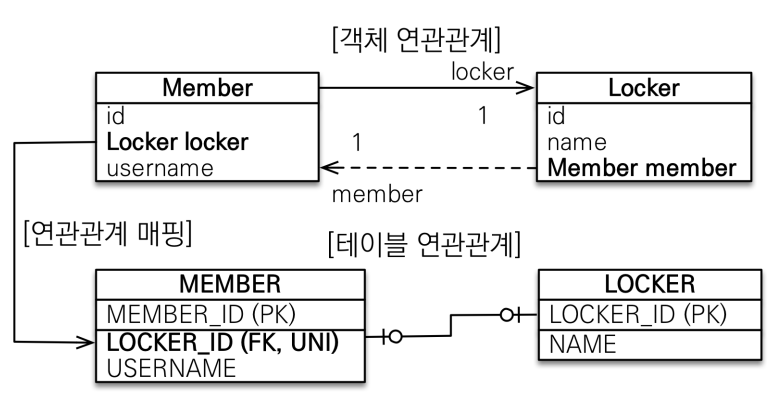 [객체 연관관계]
locker
Member
id
Locker locker
username
1
1
member
Locker
id
name
Member member
[연관관계 매핑]
[테이블 연관관계]
MEMBER
MEMBER_ID (PK)
LOCKER_ID (FK, UNI)
USERNAME
LOCKER
LOCKER_ID (PK)
NAME